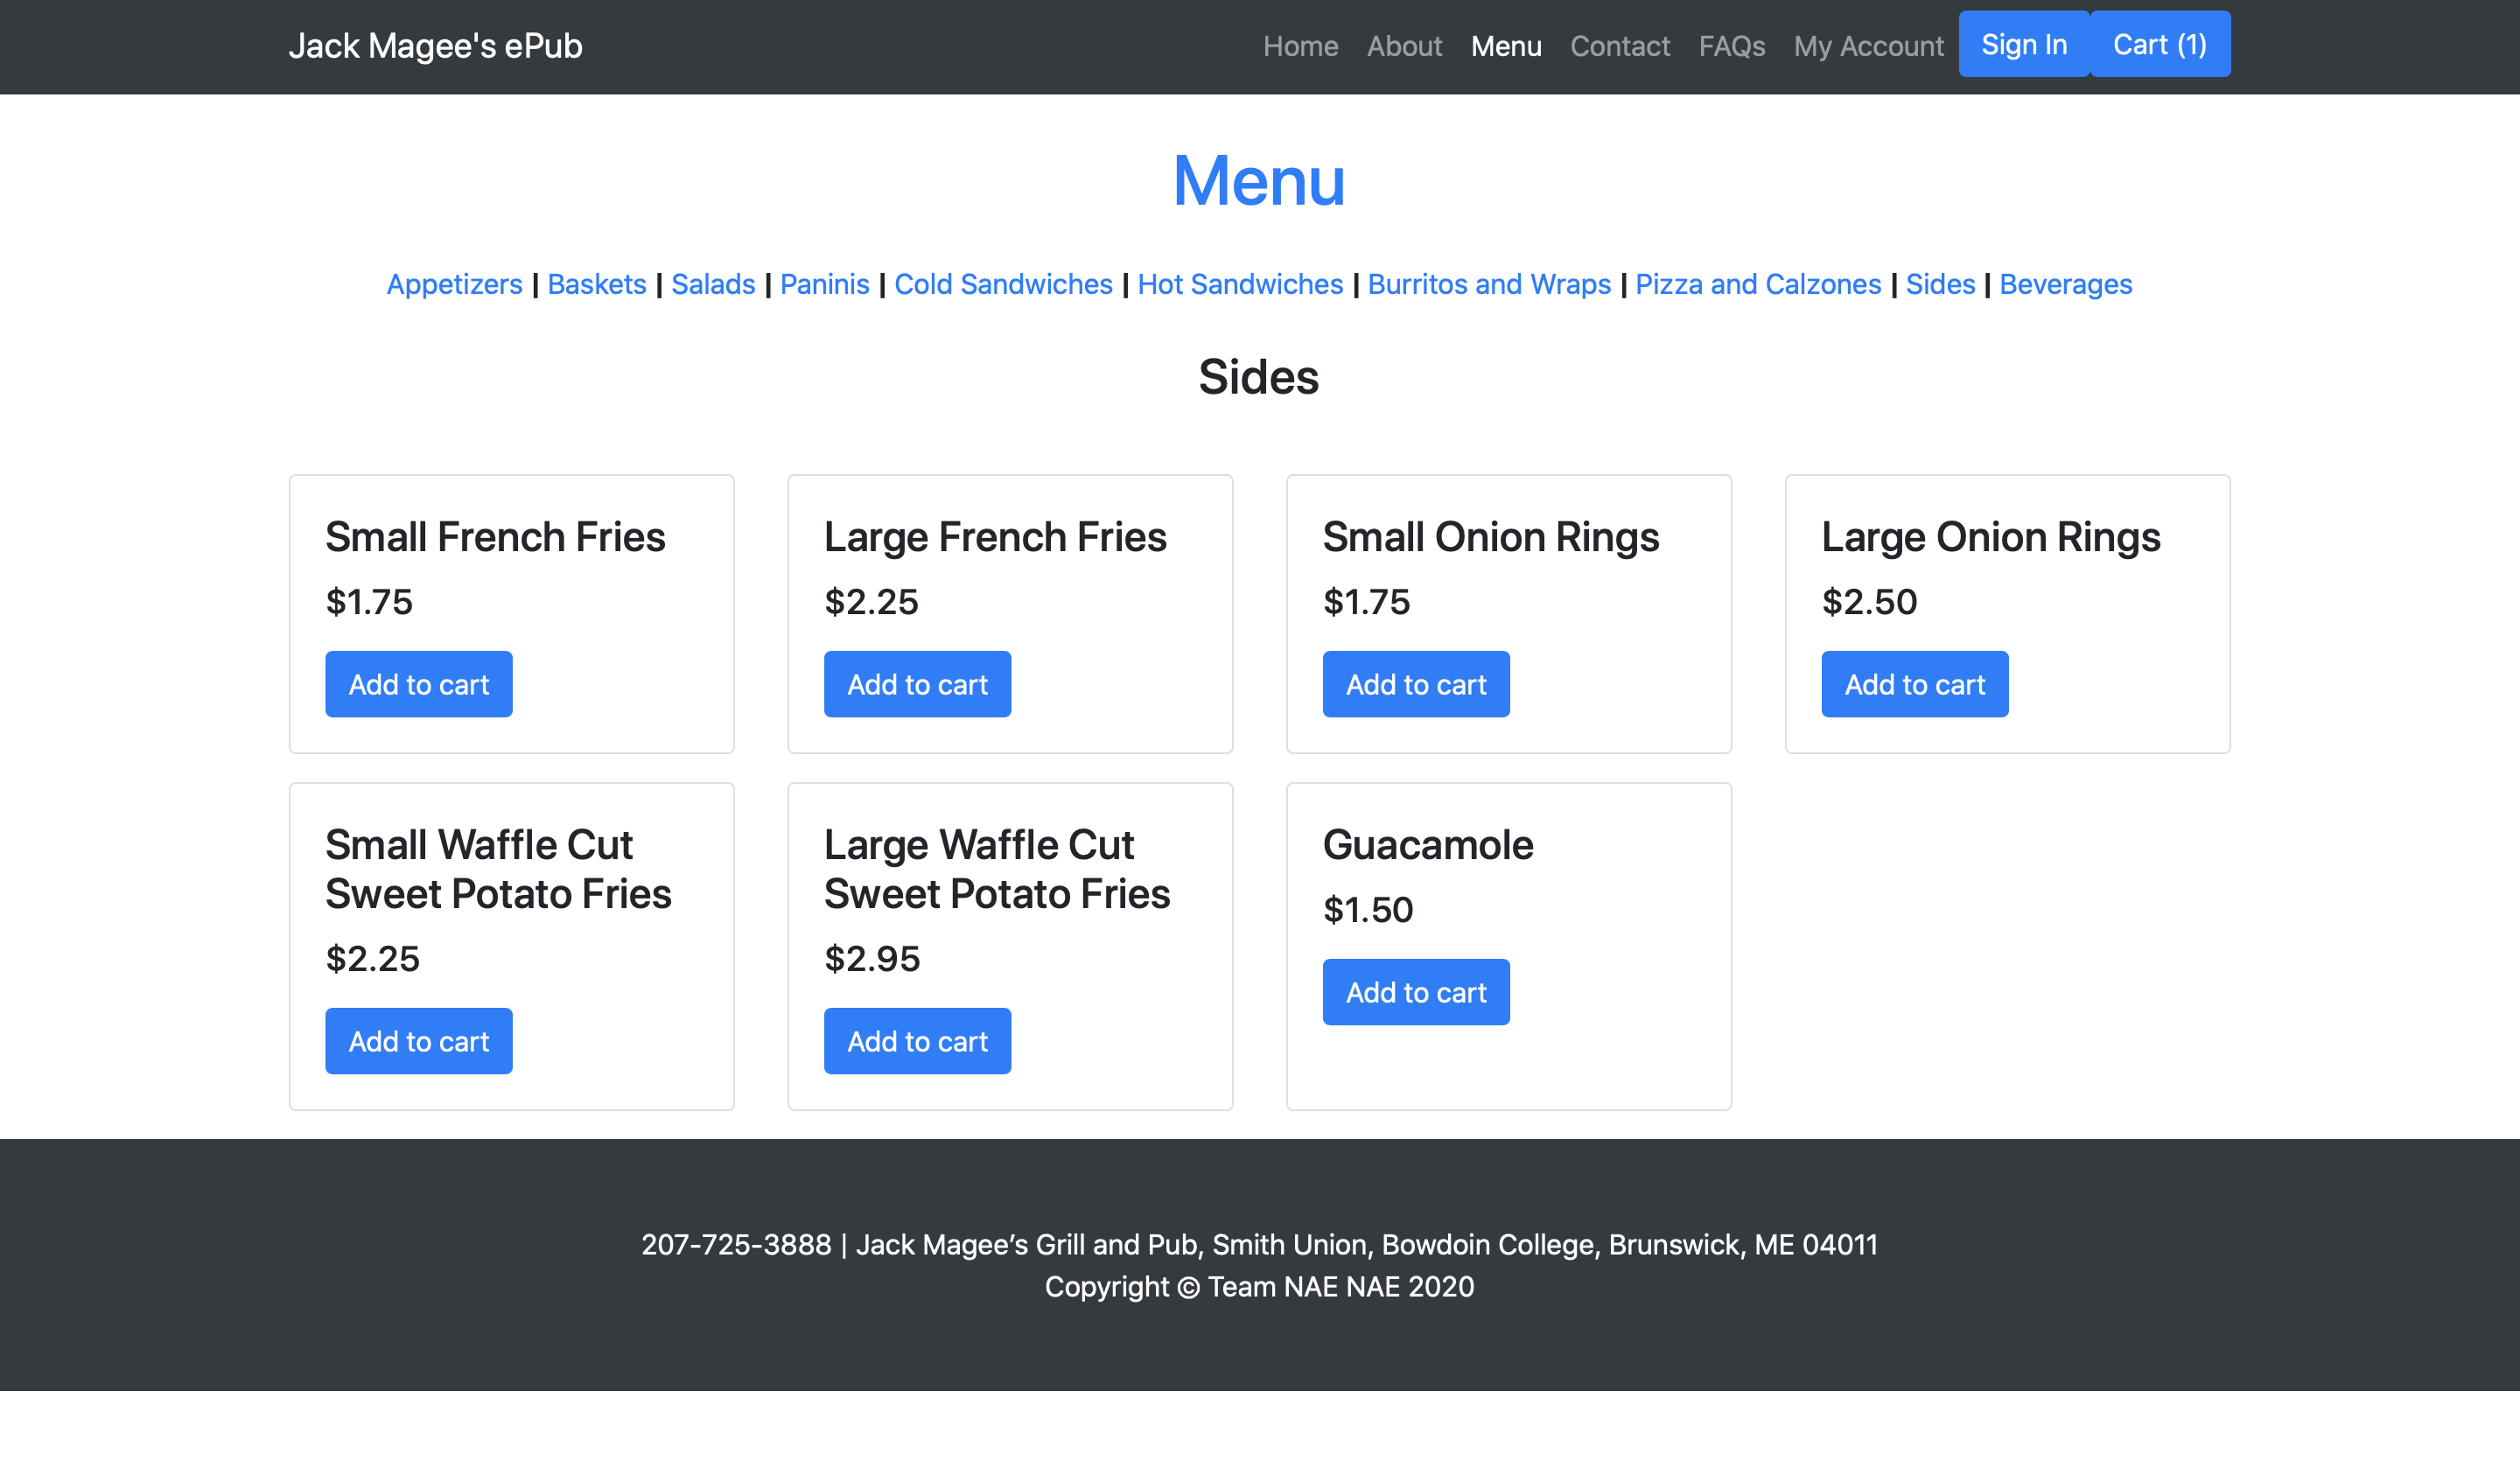 Jack Magee's ePub Home About Menu Contact FAQs My Account Sign In Cart (1)
Menu
Appetizers | Baskets | Salads | Paninis | Cold Sandwiches | Hot Sandwiches | Burritos and Wraps | Pizza and Calzones | Sides | Beverages
Sides
Small French Fries
$1.75
Add to cart
Large French Fries
$2.25
Add to cart
Small Onion Rings
$1.75
Add to cart
Large Onion Rings
$2.50
Add to cart
Small Waffle Cut
Sweet Potato Fries
$2.25
Add to cart
Large Waffle Cut
Sweet Potato Fries
$2.95
Add to cart
Guacamole
$1.50
Add to cart
207-725-3888 | Jack Magee’s Grill and Pub, Smith Union, Bowdoin College, Brunswick, ME 04011
Copyright © Team NAE NAE 2020